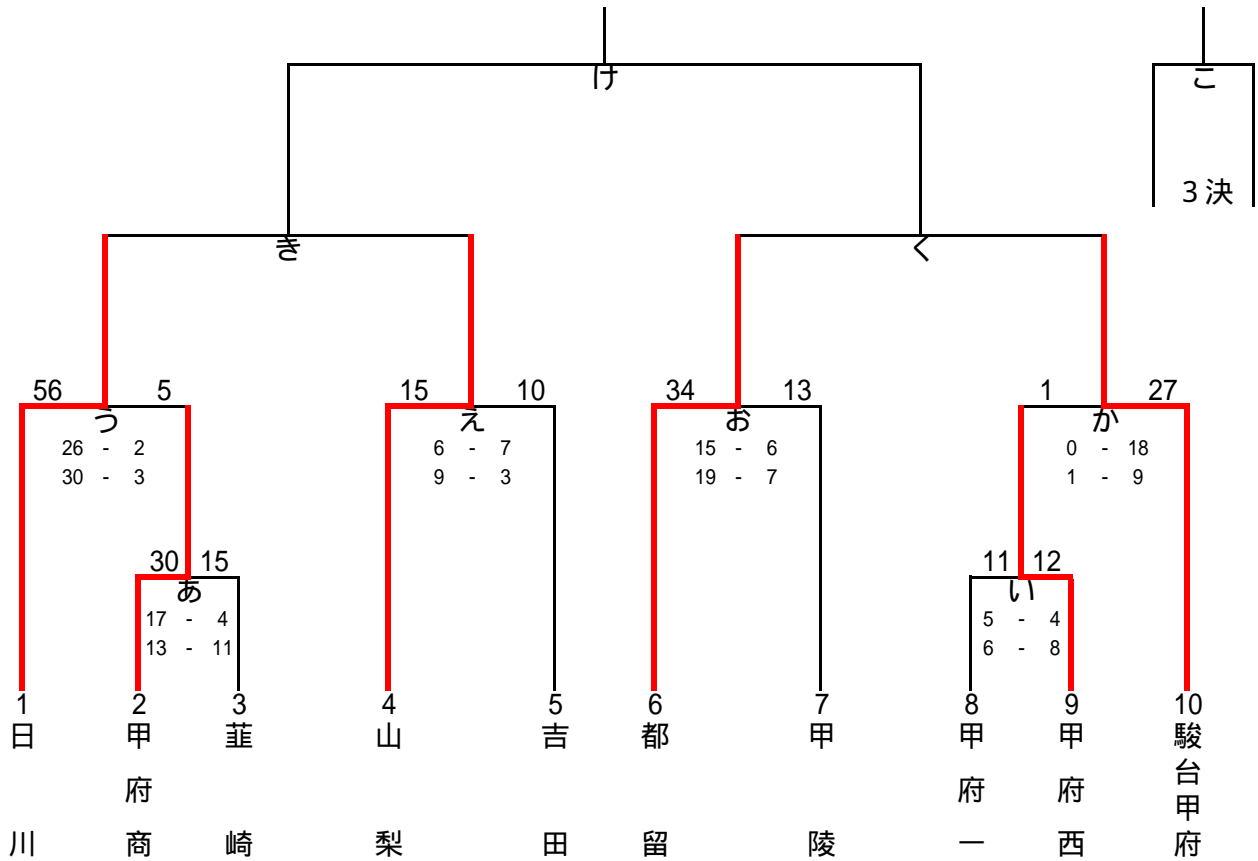 け
こ
3決
き
く
56 5
う
26 - 2
30 - 3
15 10
え
6 - 7
9 - 3
34 13
お
15 - 6
19 - 7
1 27
か
0 - 18
1 - 9
30 15
あ
17 - 4
13 - 11
11 12
い
5 - 4
6 - 8
1 2 3 4 5 6 7 8 9 10
日川
甲府商
韮崎
山梨
吉田
都留
甲陵
甲府一
甲府西
駿台甲府